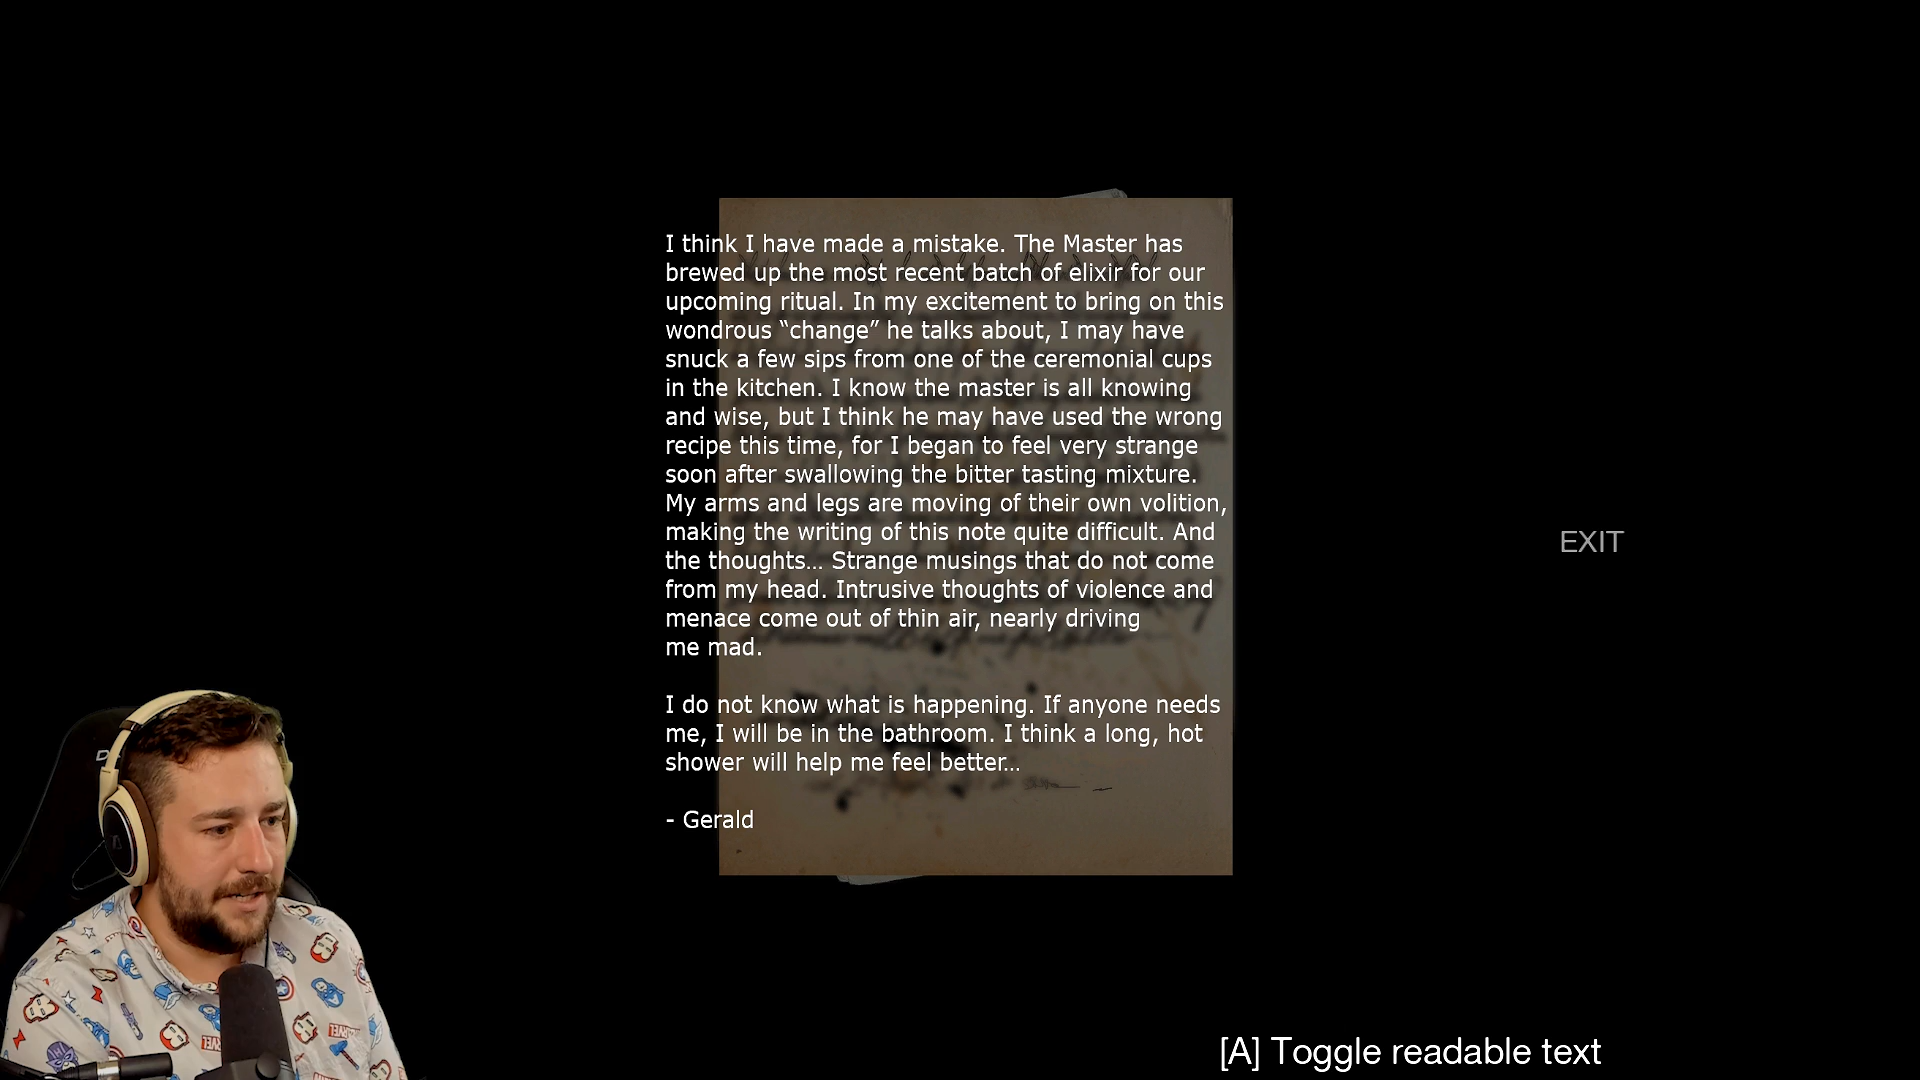 I think I have made a mistake. The Master has
brewed up the most recent batch of elixir for our
upcoming ritual. In my excitement to bring on this
wondrous “change” he talks about, I may have
snuck a few sips from one of the ceremonial cups
in the kitchen. I know the master is all knowing
and wise, but I think he may have used the wrong
recipe this time, for I began to feel very strange
soon after swallowing the bitter tasting mixture.
My arms and legs are moving of their own volition,
making the writing of this note quite difficult. And
the thoughts... Strange musings that do not come
from my head. Intrusive thoughts of violence and
menace come out of thin air, nearly driving
me mad.
I do not know what is happening. If anyone needs
me, I will be in the bathroom. I think a long, hot
shower will help me feel better...
- Gerald
EXIT
[A] Toggle readable text
MARVEL